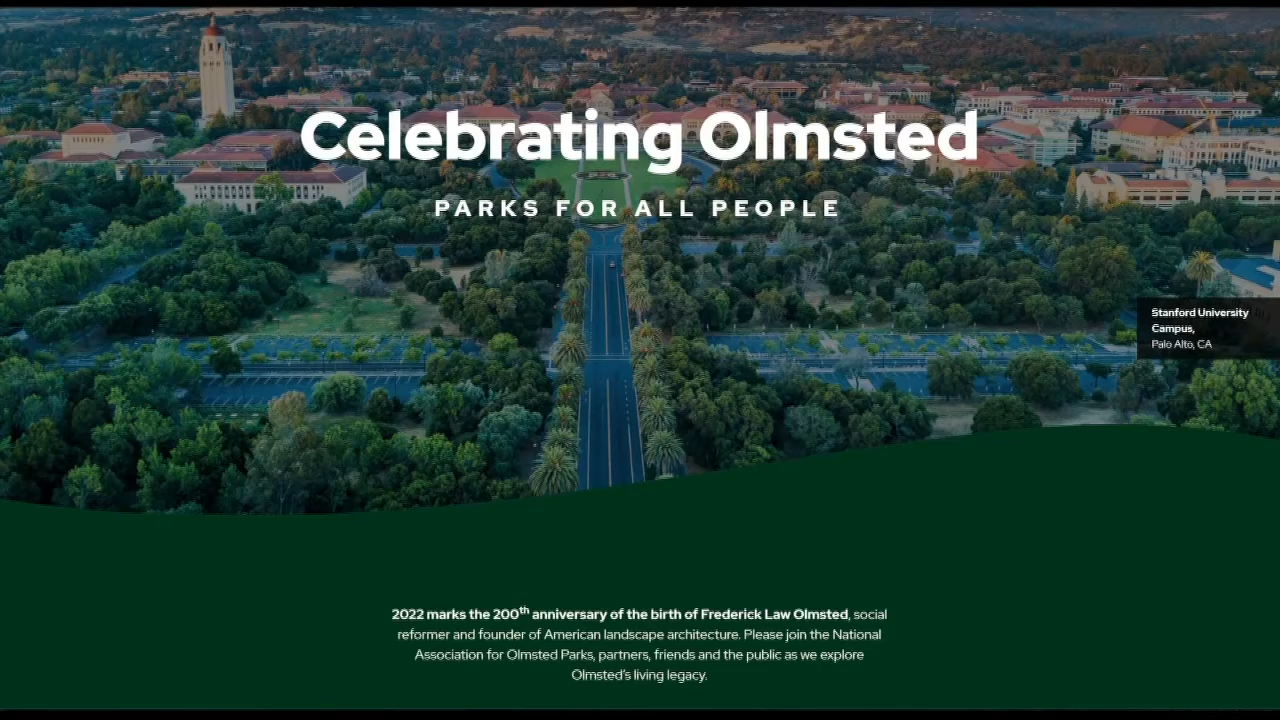 Celebrating Olmsted
PARKS FOR ALL PEOPLE
Stanford University
Campus,
Palo Alto, CA
2022 marks the 200th anniversary of the birth of Frederick Law Olmsted, social
reformer and founder of American landscape architecture. Please join the National
Association for Olmsted Parks, partners, friends and the public as we explore
Olmsted's living legacy.